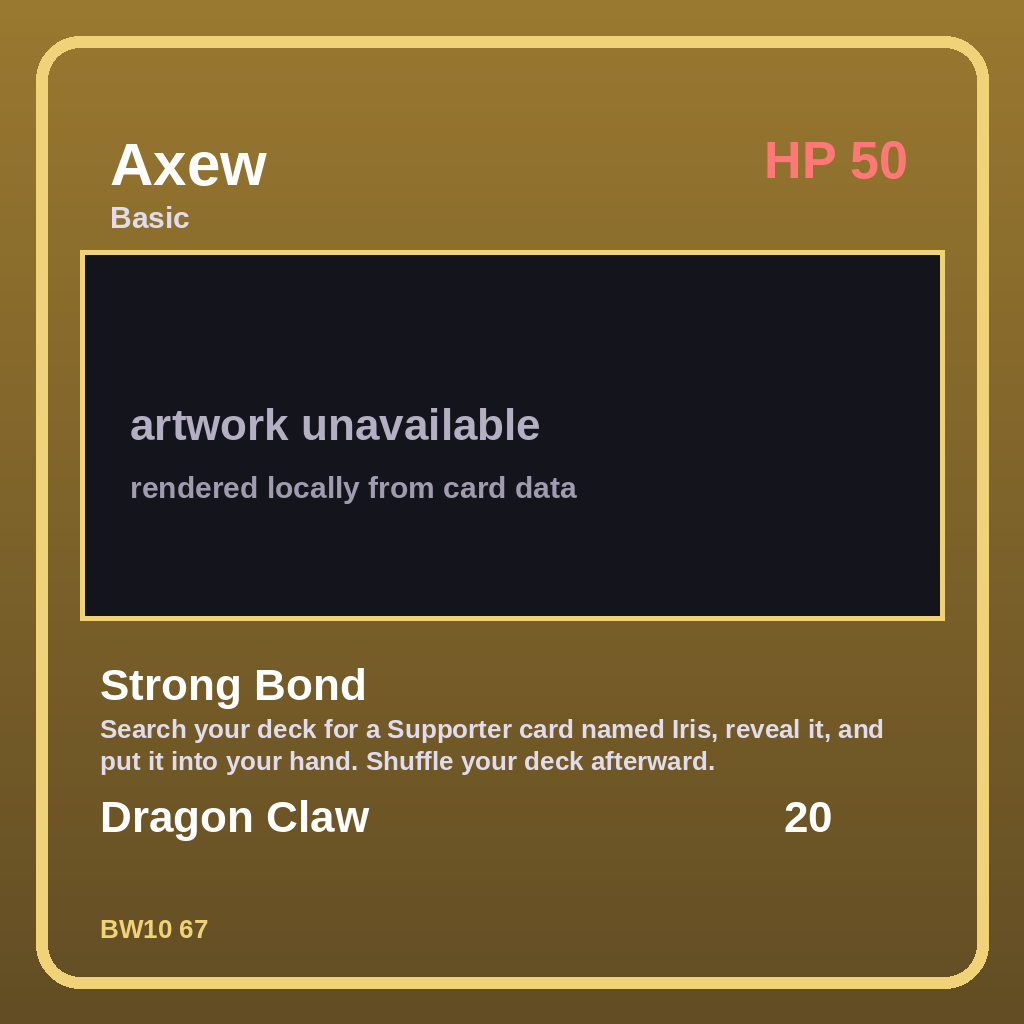 Axew
HP 50
Basic
artwork unavailable
rendered locally from card data
Strong Bond
Search your deck for a Supporter card named Iris, reveal it, and
put it into your hand. Shuffle your deck afterward.
Dragon Claw
20
BW10 67